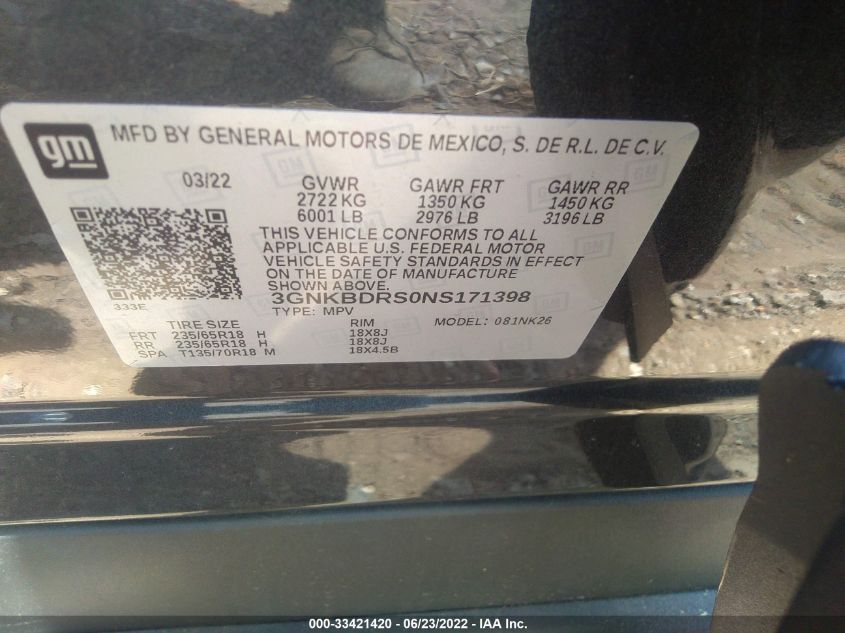 gm MFD BY GENERAL MOTORS DE MEXICO, S. DE R.L. DE C.V.
03/22 GVWR GAWR FRT GAWR RR
2722 KG 1350 KG 1450 KG
6001 LB 2976 LB 3196 LB
THIS VEHICLE CONFORMS TO ALL
APPLICABLE U.S. FEDERAL MOTOR
VEHICLE SAFETY STANDARDS IN EFFECT
ON THE DATE OF MANUFACTURE
SHOWN ABOVE.
333E 3GNKBDRS0NS171398
TYPE: MPV MODEL: 081NK26
TIRE SIZE RIM
FRT 235/65R18 H 18X8J
RR 235/65R18 H 18X8J
SPA T135/70R18 M 18X4.5B
000-33421420 - 06/23/2022 - IAA Inc.